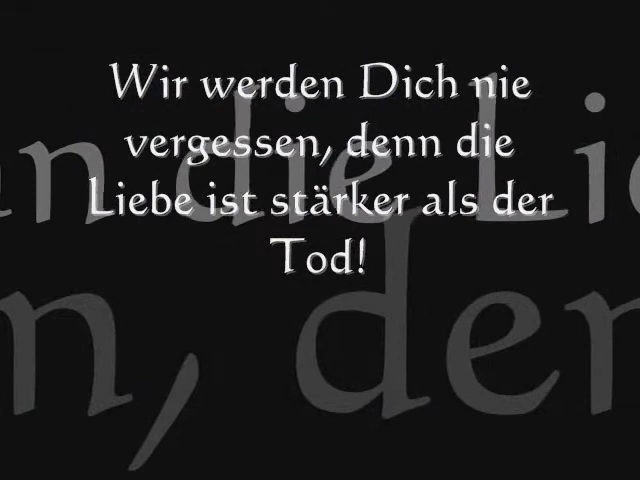 Wir werden Dich nie
vergessen, denn die
Liebe ist stärker als der
Tod!